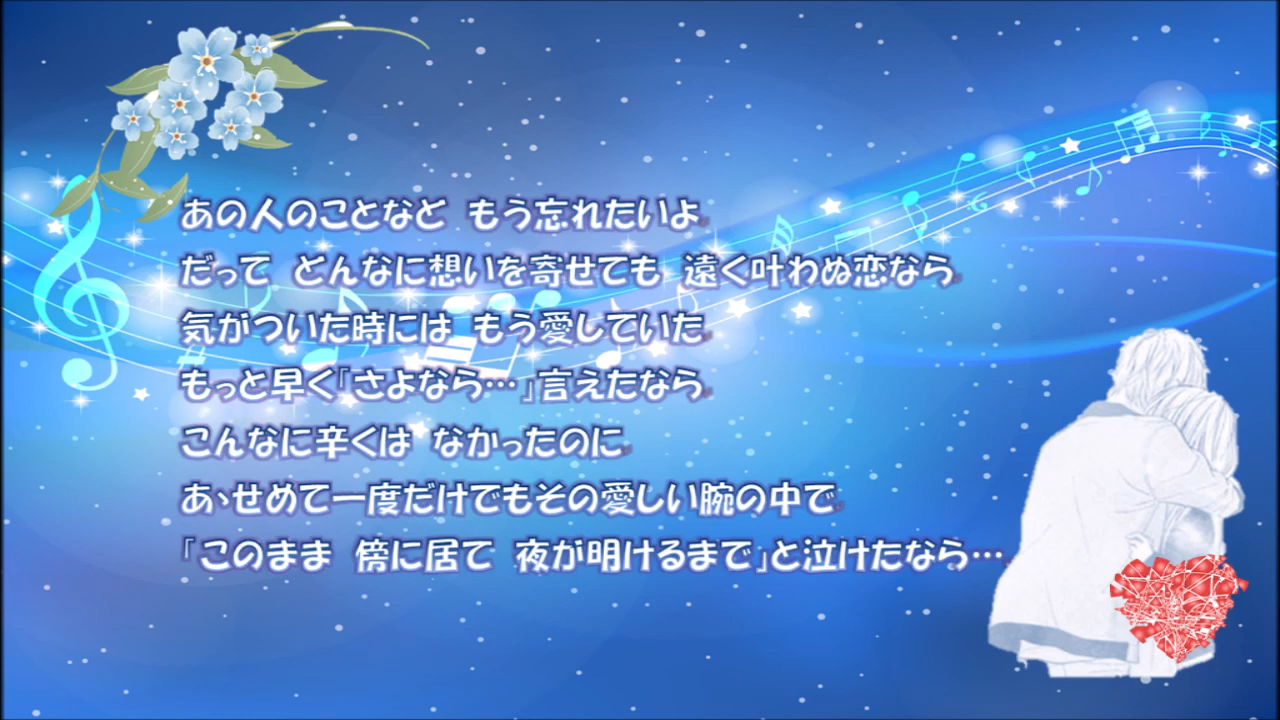 あの人のことなど もう忘れたいよ
だって どんなに想いを寄せても 遠く叶わぬ恋なら
気がついた時には もう愛していた
もっと早く『さよなら…』言えたなら
こんなに辛くは なかったのに
あゝせめて一度だけでもその愛しい腕の中で
『このまま 傍に居て 夜が明けるまで』と泣けたなら…